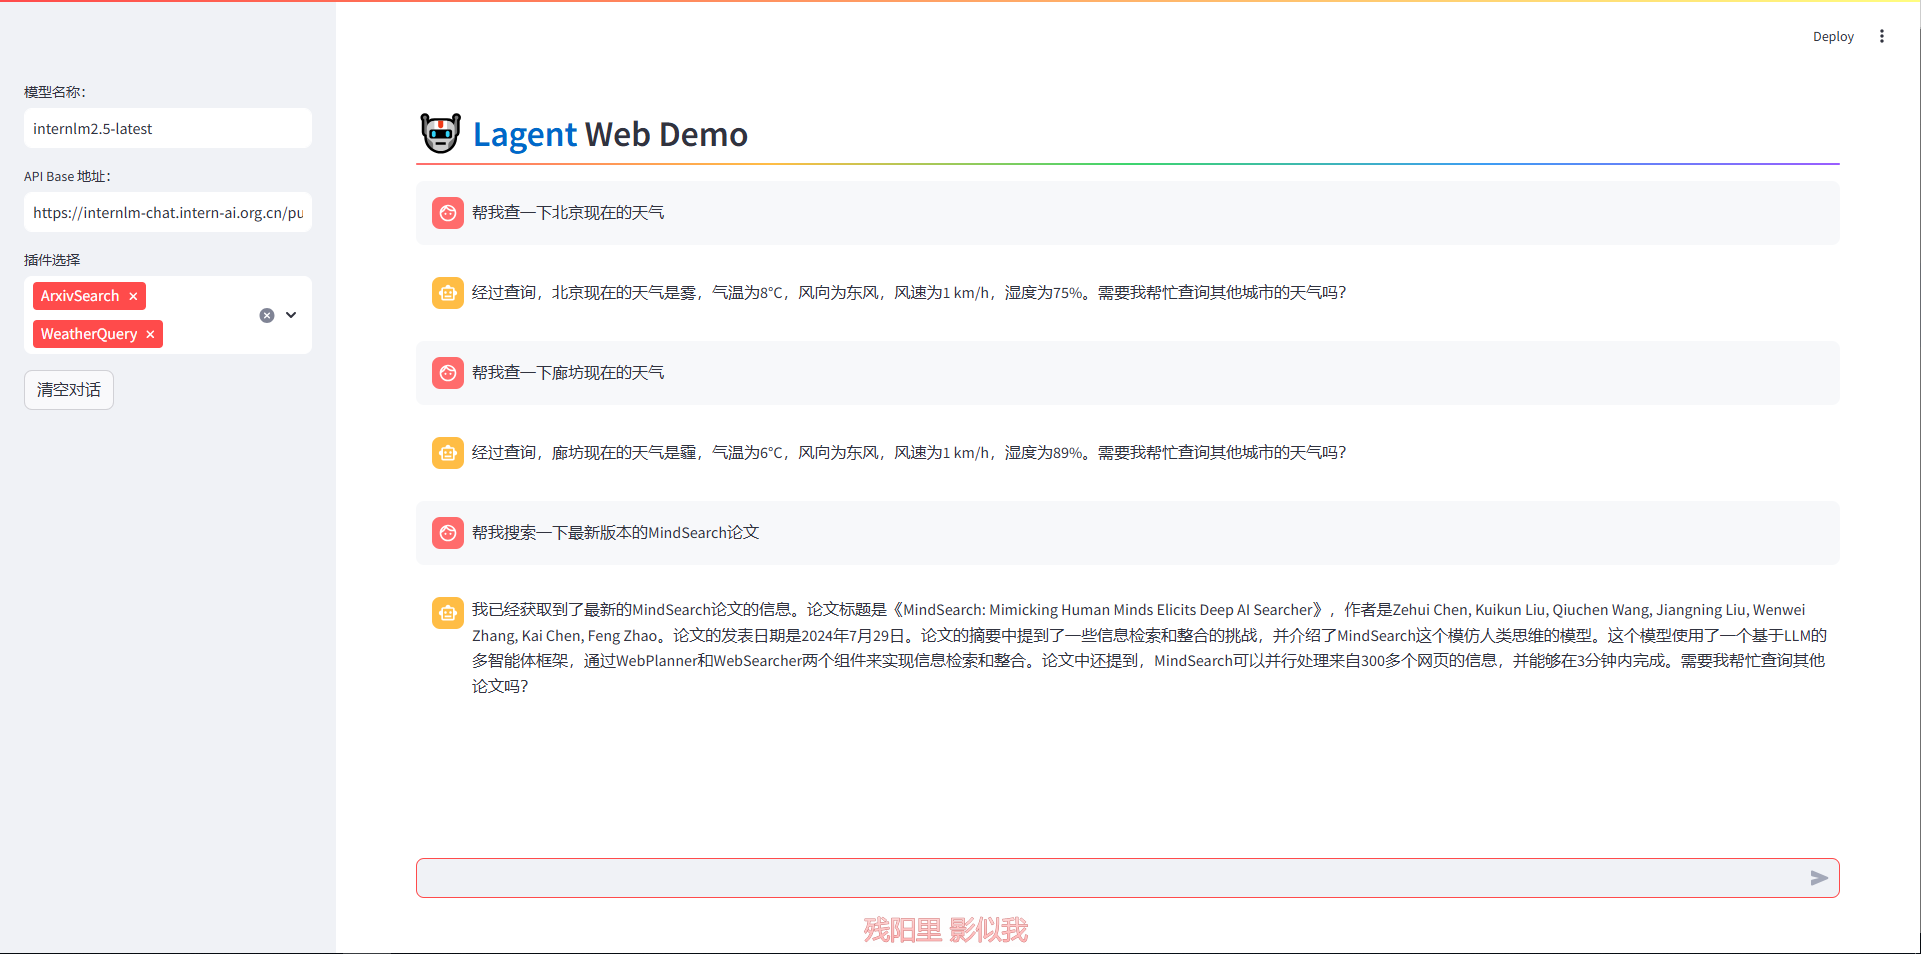 Deploy
模型名称：
internlm2.5-latest
API Base 地址：
https://internlm-chat.intern-ai.org.cn/pu
插件选择
ArxivSearch
WeatherQuery
清空对话
Lagent Web Demo
帮我查一下北京现在的天气
经过查询，北京现在的天气是雾，气温为8°C，风向为东风，风速为1 km/h，湿度为75%。需要我帮忙查询其他城市的天气吗？
帮我查一下廊坊现在的天气
经过查询，廊坊现在的天气是霾，气温为6°C，风向为东风，风速为1 km/h，湿度为89%。需要我帮忙查询其他城市的天气吗？
帮我搜索一下最新版本的MindSearch论文
我已经获取到了最新的MindSearch论文的信息。论文标题是《MindSearch: Mimicking Human Minds Elicits Deep AI Searcher》，作者是Zehui Chen, Kuikun Liu, Qiuchen Wang, Jiangning Liu, Wenwei
Zhang, Kai Chen, Feng Zhao。论文的发表日期是2024年7月29日。论文的摘要中提到了一些信息检索和整合的挑战，并介绍了MindSearch这个模仿人类思维的模型。这个模型使用了一个基于LLM的
多智能体框架，通过WebPlanner和WebSearcher两个组件来实现信息检索和整合。论文中还提到，MindSearch可以并行处理来自300多个网页的信息，并能够在3分钟内完成。需要我帮忙查询其他
论文吗？
残阳里 影似我